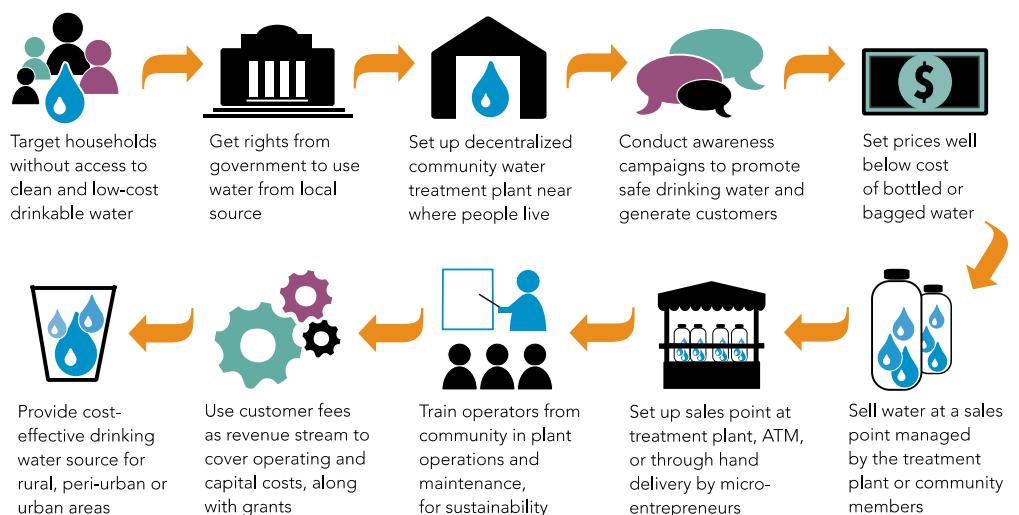 $
Target households
without access to
clean and low-cost
drinkable water
Get rights from
government to use
water from local
source
Set up decentralized
community water
treatment plant near
where people live
Conduct awareness
campaigns to promote
safe drinking water and
generate customers
Set prices well
below cost
of bottled or
bagged water
Sell water at a sales
point managed
by the treatment
plant or community
members
Set up sales point at
treatment plant, ATM,
or through hand
delivery by micro-
entrepreneurs
Train operators from
community in plant
operations and
maintenance,
for sustainability
Use customer fees
as revenue stream to
cover operating and
capital costs, along
with grants
Provide cost-
effective drinking
water source for
rural, peri-urban or
urban areas